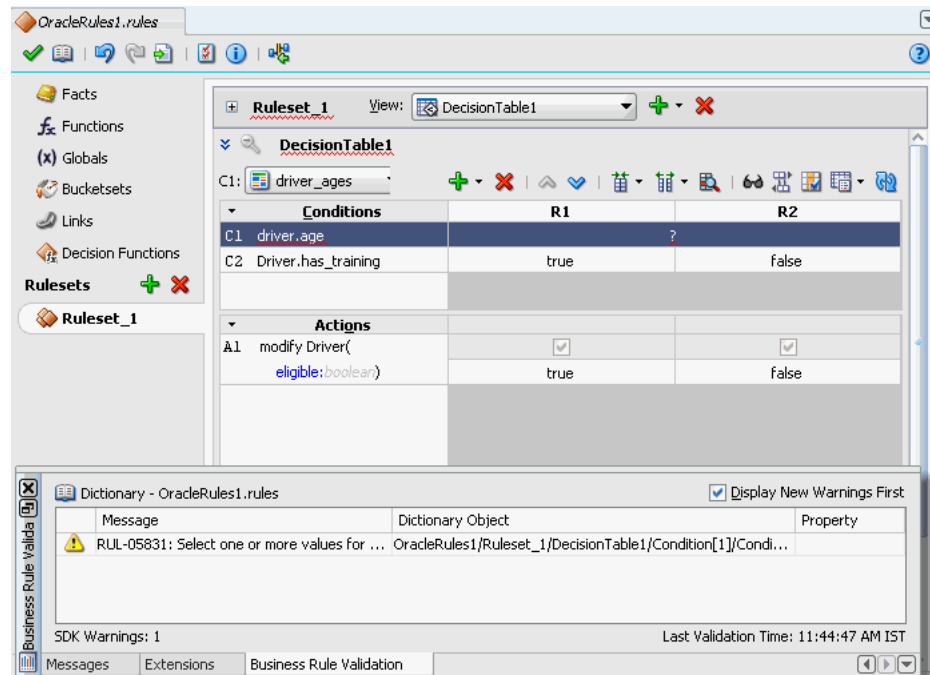 OracleRules1.rules
Facts
Functions
(x) Globals
Bucketsets
Links
Decision Functions
Rulesets
Ruleset_1
Ruleset_1 View: DecisionTable1
DecisionTable1
C1: driver_ages
Conditions R1 R2
C1 driver.age ?
C2 Driver.has_training true false
Actions
A1 modify Driver(
eligible:boolean) true false
Business Rule Valida
Dictionary - OracleRules1.rules Display New Warnings First
Message Dictionary Object Property
RUL-05831: Select one or more values for ... OracleRules1/Ruleset_1/DecisionTable1/Condition[1]/Condi...
SDK Warnings: 1 Last Validation Time: 11:44:47 AM IST
Messages Extensions Business Rule Validation